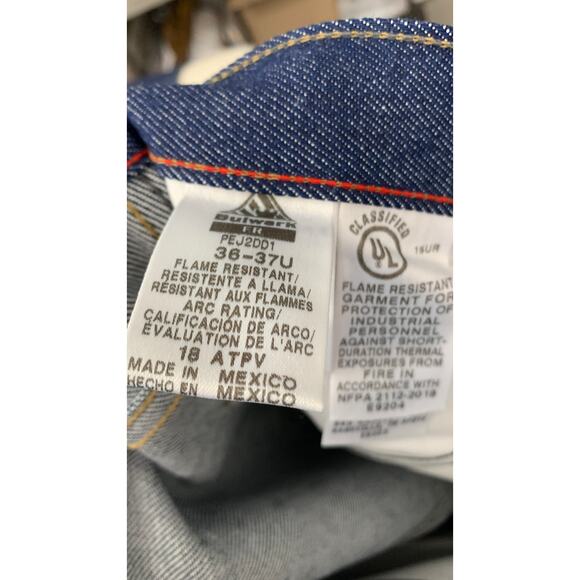 Bulwark
FR
PEJ2DD1
36-37U
FLAME RESISTANT/
RESISTENTE A LLAMA/
RÉSISTANT AUX FLAMMES
ARC RATING/
CALIFICACIÓN DE ARCO/
ÉVALUATION DE L'ARC
18 ATPV
MADE IN MEXICO
HECHO EN MEXICO
CLASSIFIED
UL
15UR
FLAME RESISTANT
GARMENT FOR
PROTECTION OF
INDUSTRIAL
PERSONNEL
AGAINST SHORT-
DURATION THERMAL
EXPOSURES FROM
FIRE IN
ACCORDANCE WITH
NFPA 2112-2018
E9204